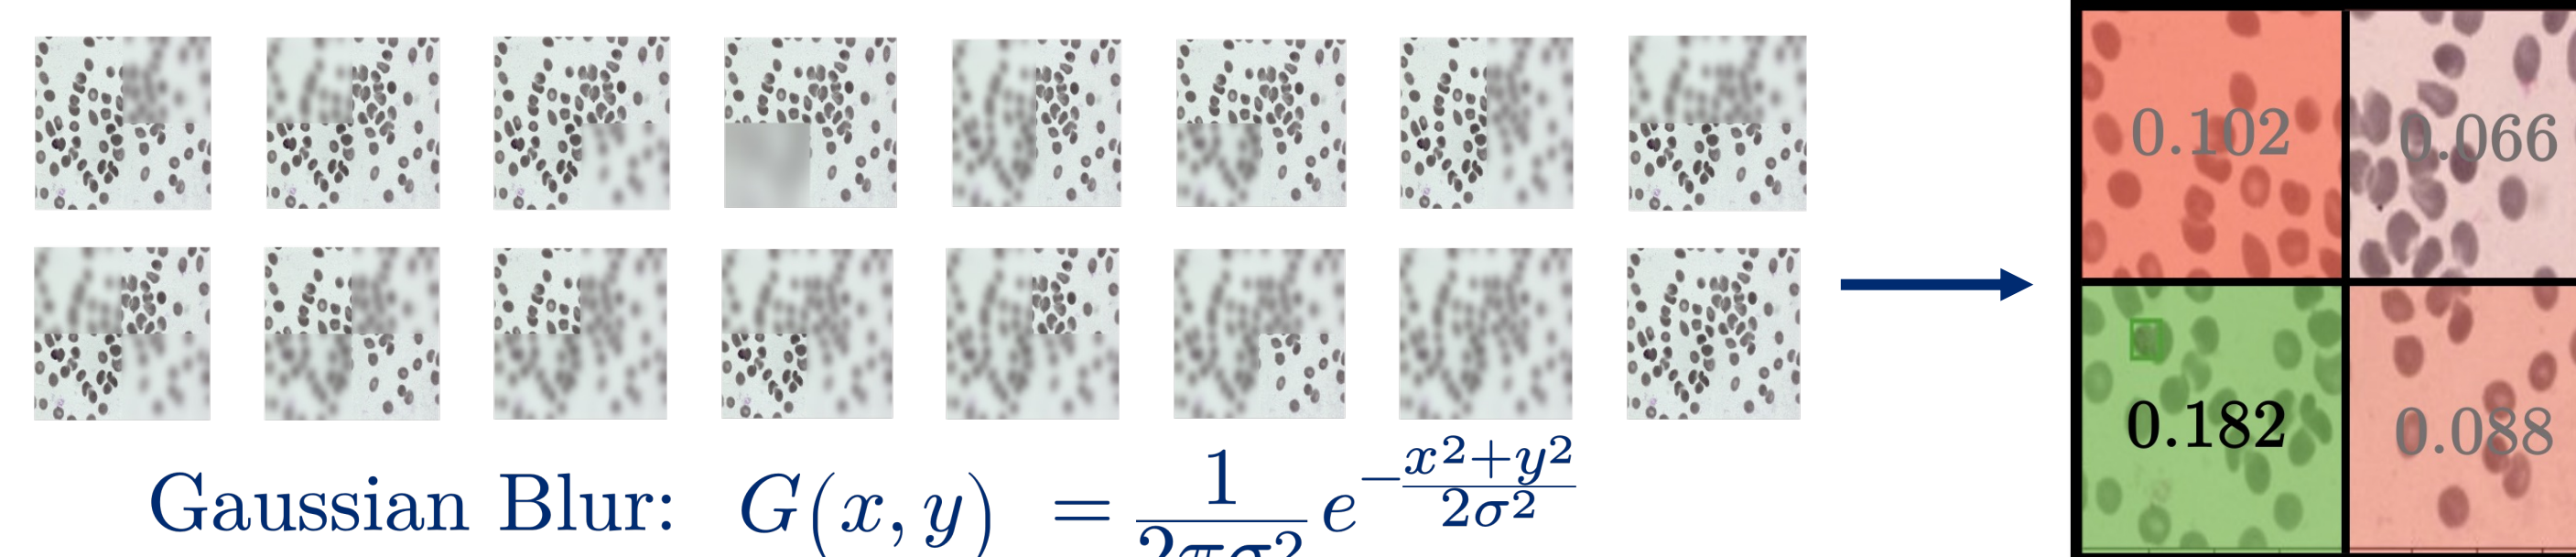 0.102 0.066
0.182 0.088
Gaussian Blur: G(x, y) = 1/2πσ² e^−(x²+y²)/2σ²